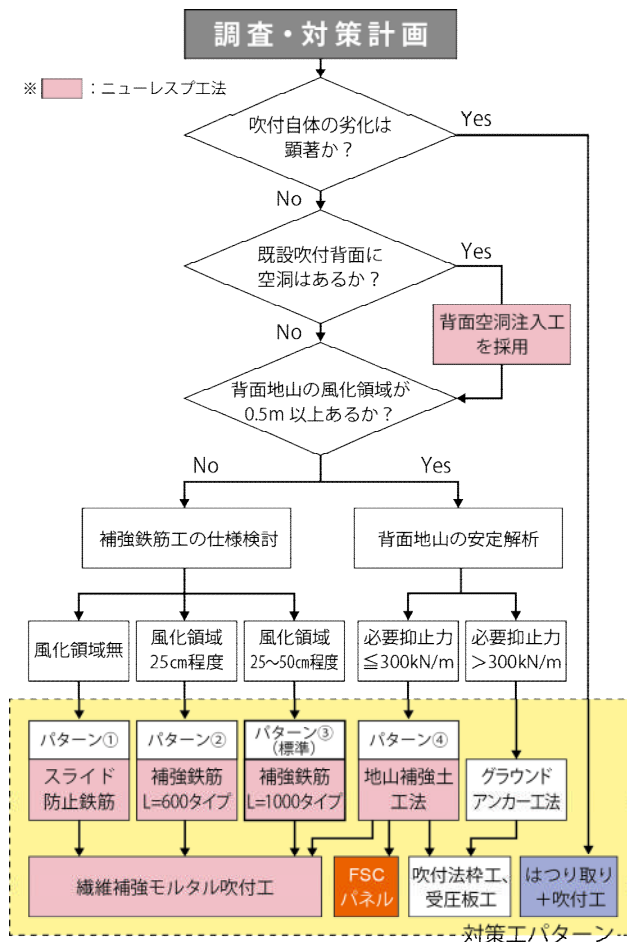 調査・対策計画
※ ：ニューレスプ工法
吹付自体の劣化は
顕著か？
Yes
No
既設吹付背面に
空洞はあるか？
Yes
背面空洞注入工
を採用
No
背面地山の風化領域が
0.5m 以上あるか？
No
Yes
補強鉄筋工の仕様検討
背面地山の安定解析
風化領域無
風化領域
25cm程度
風化領域
25〜50cm程度
必要抑止力
≦300kN/m
必要抑止力
＞300kN/m
パターン①
スライド
防止鉄筋
パターン②
補強鉄筋
L=600タイプ
パターン③
（標準）
補強鉄筋
L=1000タイプ
パターン④
地山補強土
工法
グラウンド
アンカー工法
繊維補強モルタル吹付工
FSC
パネル
吹付法枠工、
受圧板工
はつり取り
＋吹付工
対策工パターン